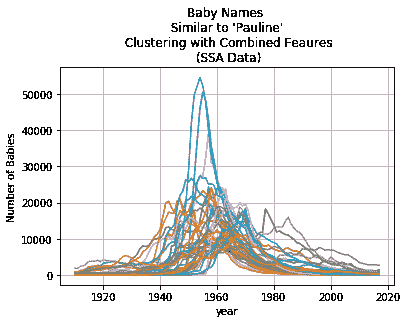 Baby Names
Similar to 'Pauline'
Clustering with Combined Feaures
(SSA Data)
Number of Babies
50000
40000
30000
20000
10000
0
1920
1940
1960
1980
2000
2020
year